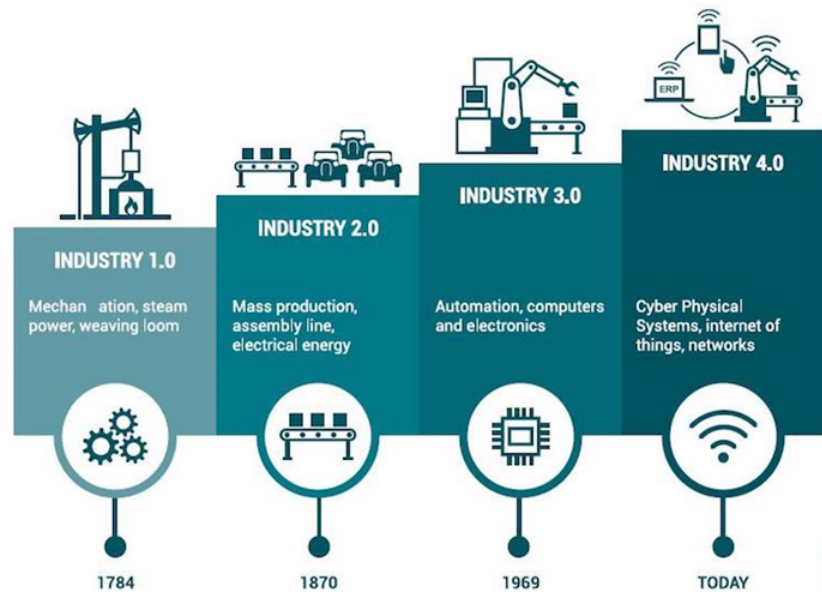 ERP
INDUSTRY 1.0
Mechan ation, steam
power, weaving loom
INDUSTRY 2.0
Mass production,
assembly line,
electrical energy
INDUSTRY 3.0
Automation, computers
and electronics
INDUSTRY 4.0
Cyber Physical
Systems, internet of
things, networks
1784
1870
1969
TODAY